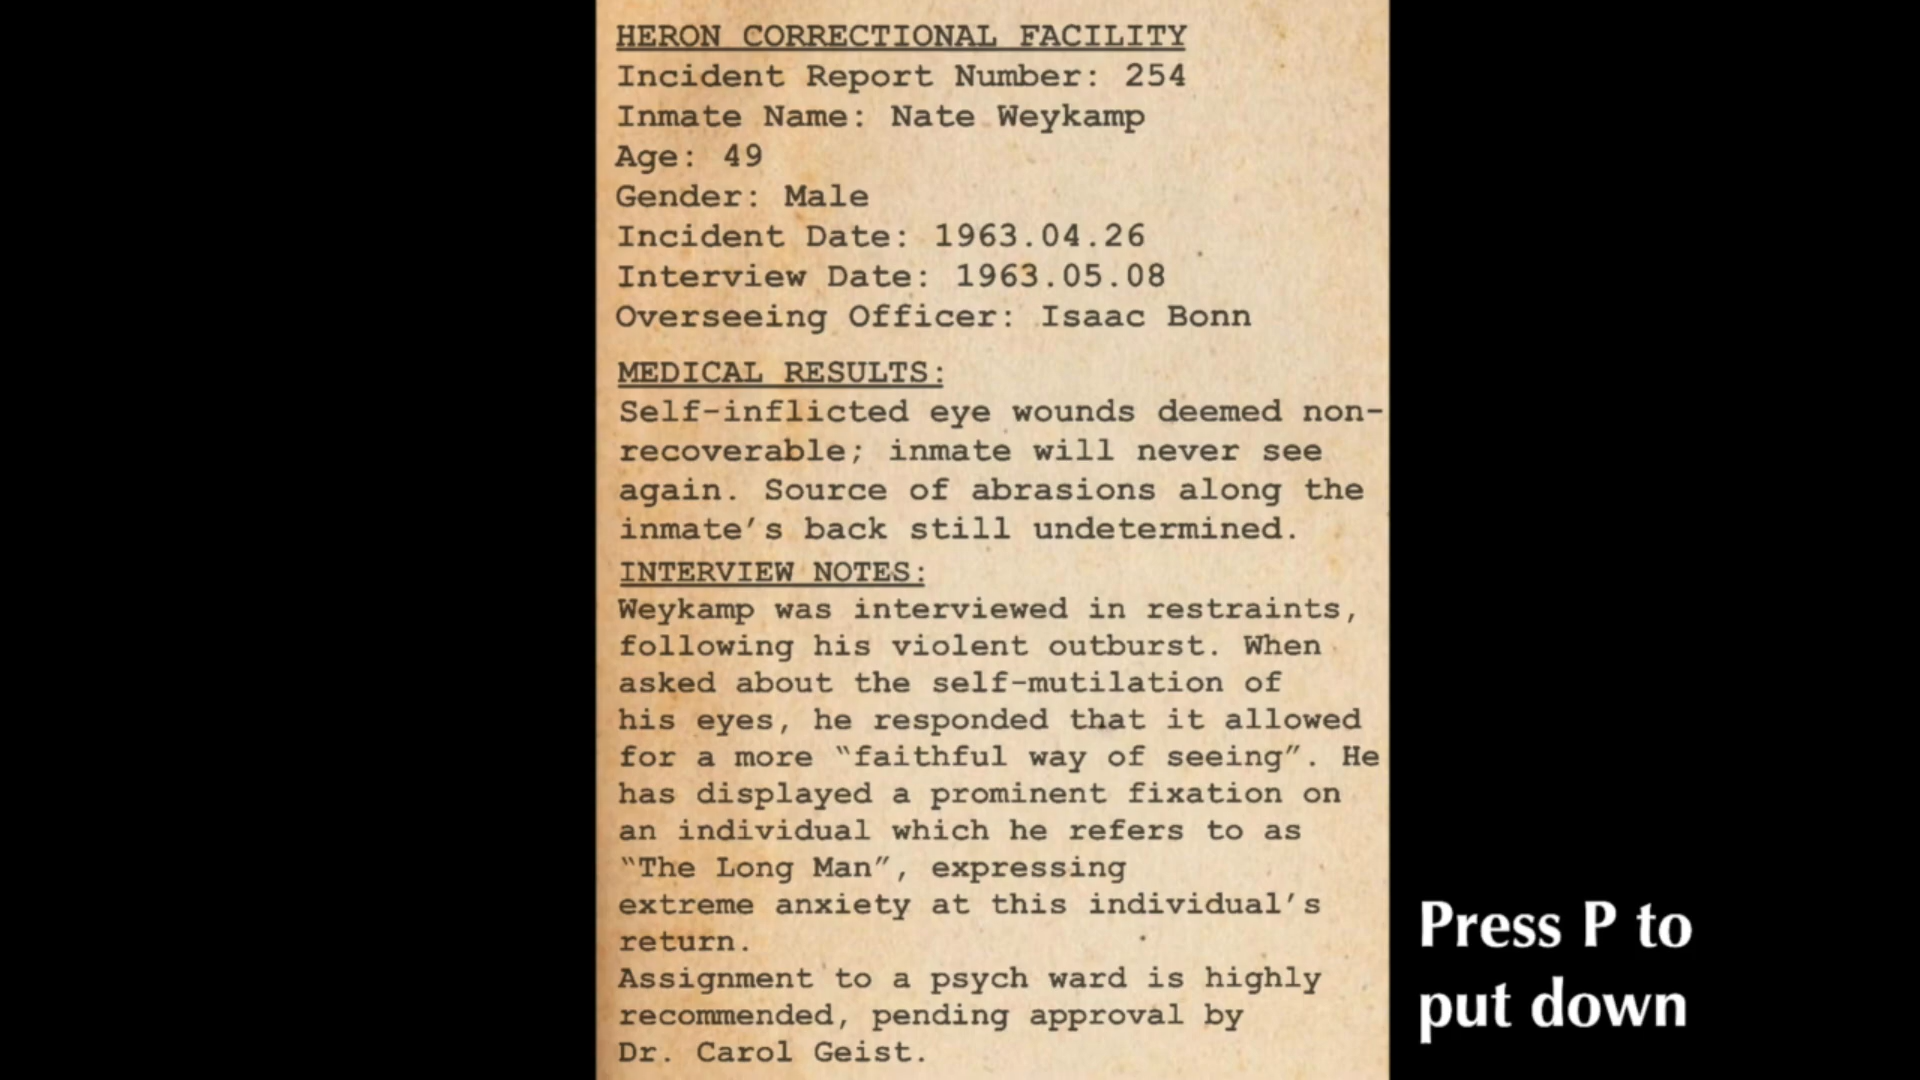 HERON CORRECTIONAL FACILITY
Incident Report Number: 254
Inmate Name: Nate Weykamp
Age: 49
Gender: Male
Incident Date: 1963.04.26
Interview Date: 1963.05.08
Overseeing Officer: Isaac Bonn
MEDICAL RESULTS:
Self-inflicted eye wounds deemed non-
recoverable; inmate will never see
again. Source of abrasions along the
inmate's back still undetermined.
INTERVIEW NOTES:
Weykamp was interviewed in restraints,
following his violent outburst. When
asked about the self-mutilation of
his eyes, he responded that it allowed
for a more "faithful way of seeing". He
has displayed a prominent fixation on
an individual which he refers to as
"The Long Man", expressing
extreme anxiety at this individual's
return.
Assignment to a psych ward is highly
recommended, pending approval by
Dr. Carol Geist.
Press P to
put down